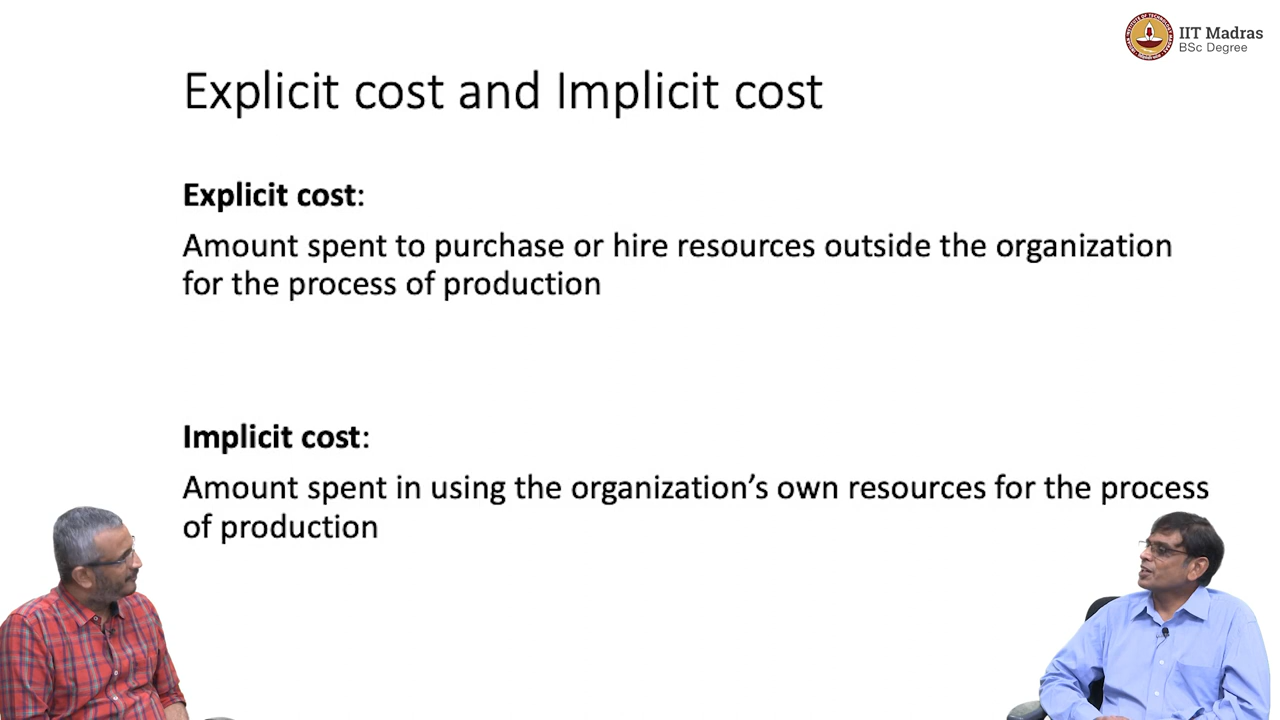 IIT Madras
BSc Degree
Explicit cost and Implicit cost
Explicit cost:
Amount spent to purchase or hire resources outside the organization
for the process of production
Implicit cost:
Amount spent in using the organization’s own resources for the process
of production